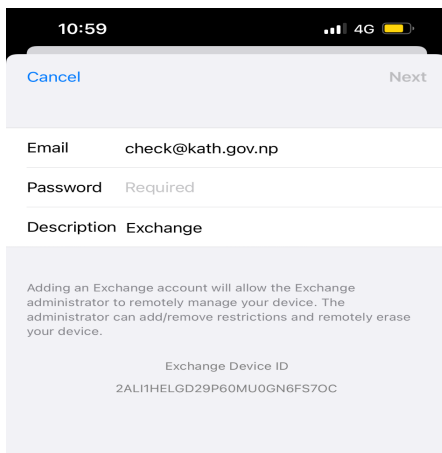 10:59 4G
Cancel Next
Email check@kath.gov.np
Password Required
Description Exchange
Adding an Exchange account will allow the Exchange
administrator to remotely manage your device. The
administrator can add/remove restrictions and remotely erase
your device.
Exchange Device ID
2ALI1HELGD29P60MU0GN6FS7OC